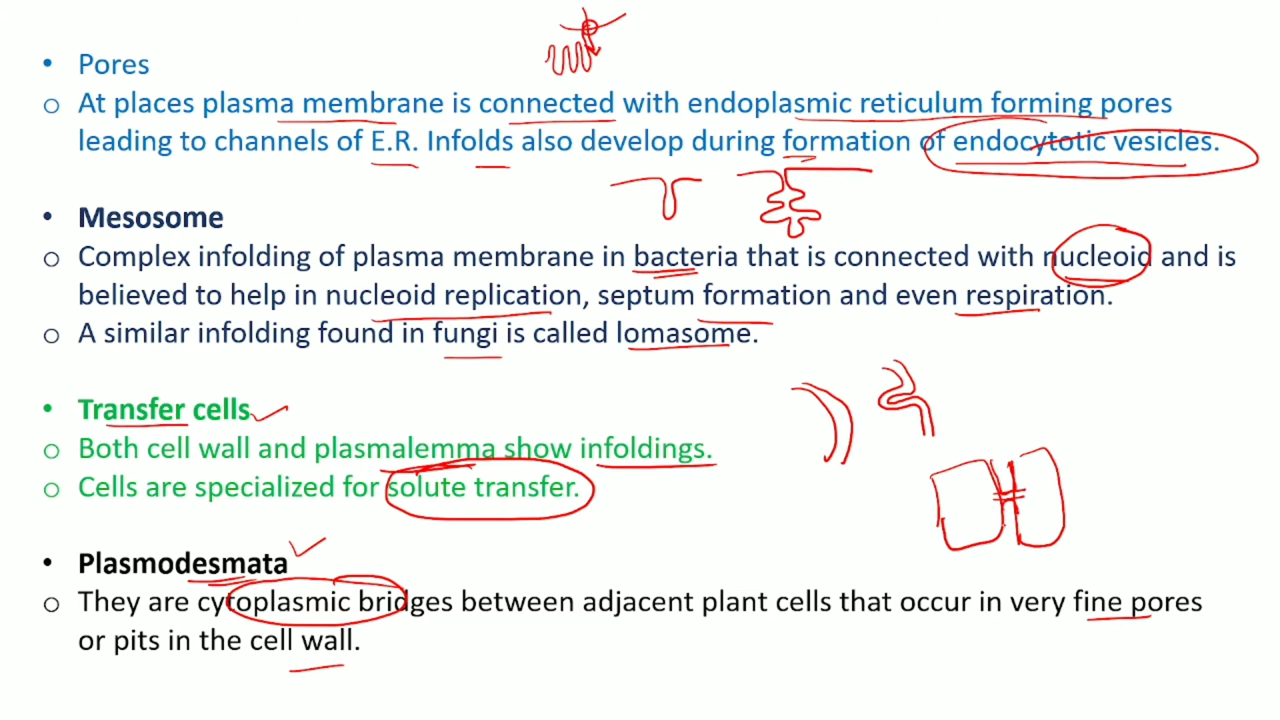 • Pores
o At places plasma membrane is connected with endoplasmic reticulum forming pores
leading to channels of E.R. Infolds also develop during formation of endocytotic vesicles.
• Mesosome
o Complex infolding of plasma membrane in bacteria that is connected with nucleoid and is
believed to help in nucleoid replication, septum formation and even respiration.
o A similar infolding found in fungi is called lomasome.
• Transfer cells
o Both cell wall and plasmalemma show infoldings.
o Cells are specialized for solute transfer.
• Plasmodesmata
o They are cytoplasmic bridges between adjacent plant cells that occur in very fine pores
or pits in the cell wall.